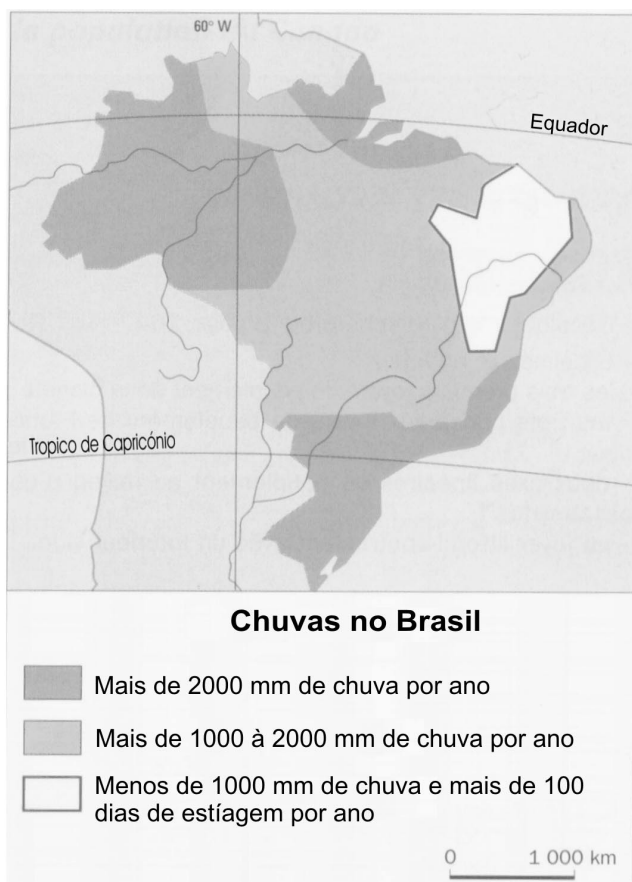 60° W
Equador
Tropico de Capricónio
Chuvas no Brasil
Mais de 2000 mm de chuva por ano
Mais de 1000 à 2000 mm de chuva por ano
Menos de 1000 mm de chuva e mais de 100
dias de estíagem por ano
0 1 000 km